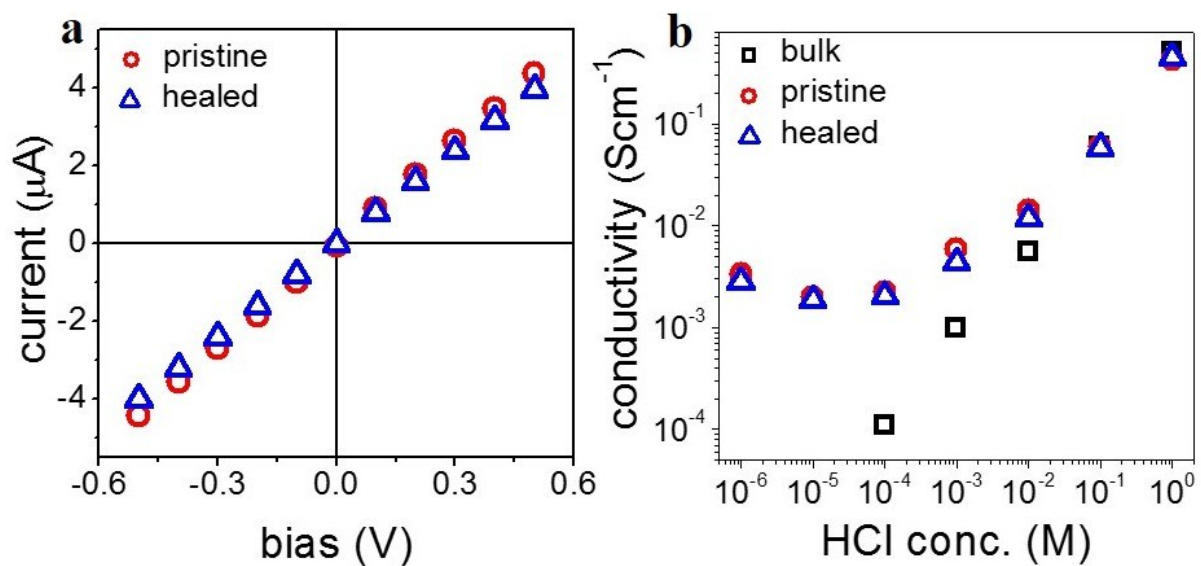 a
pristine
healed
4
2
0
-2
-4
-0.6 -0.3 0.0 0.3 0.6
current (μA)
bias (V)
b
bulk
pristine
healed
10⁻¹
10⁻²
10⁻³
10⁻⁴
10⁻⁶ 10⁻⁵ 10⁻⁴ 10⁻³ 10⁻² 10⁻¹ 10⁰
conductivity (Scm⁻¹)
HCl conc. (M)